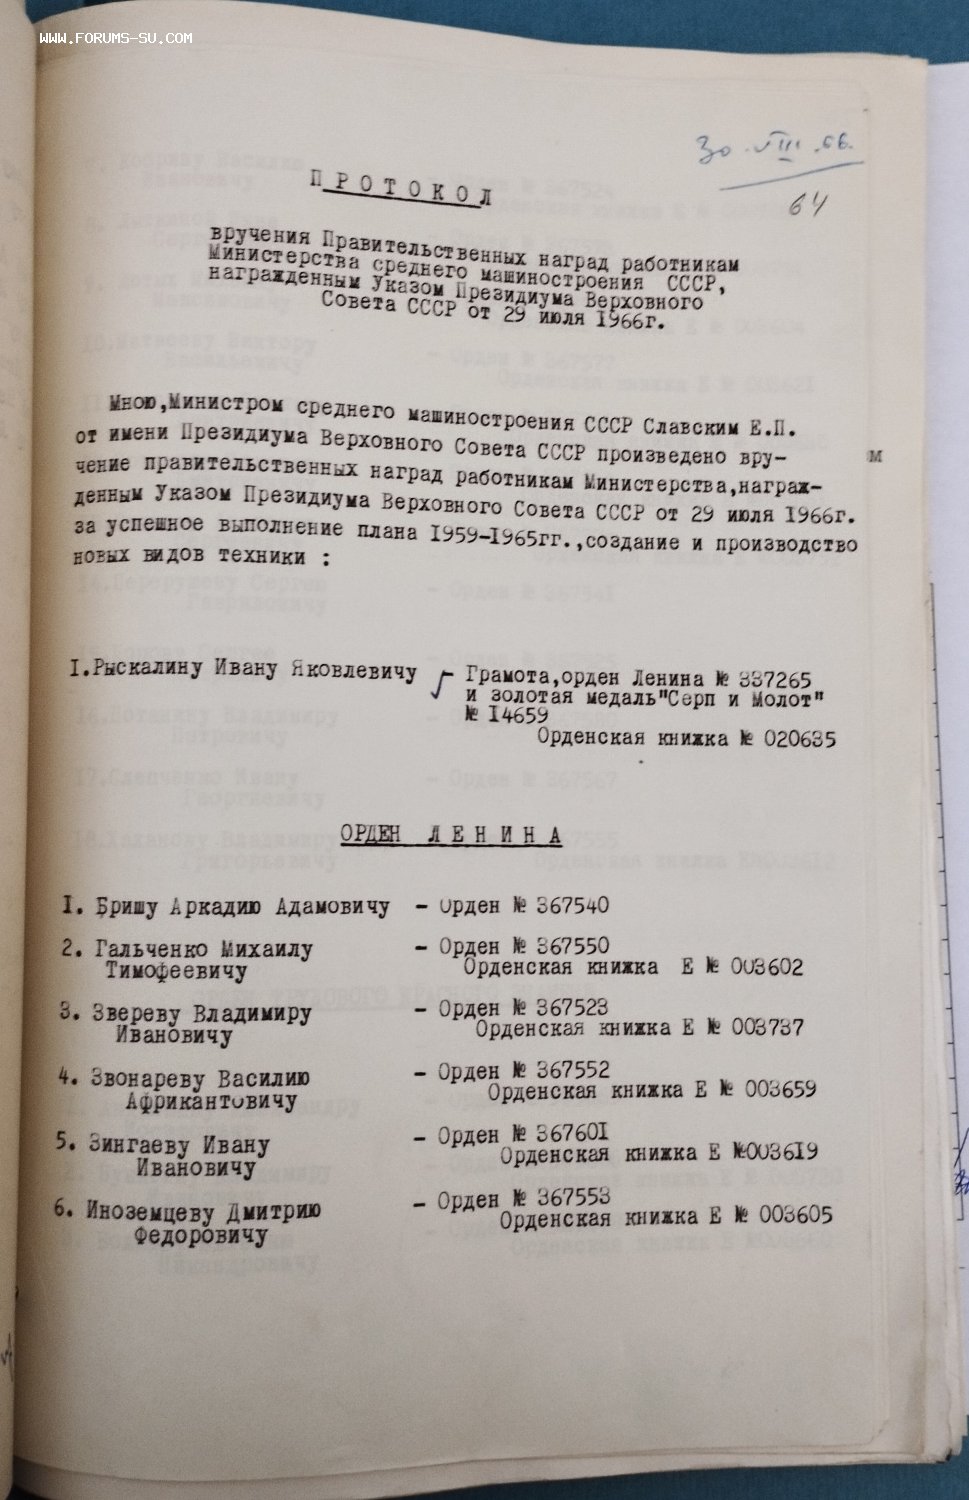 WWW.FORUMS-SU.COM
30.VIII.66.
64
П Р О Т О К О Л
вручения Правительственных наград работникам
Министерства среднего машиностроения СССР,
награжденным Указом Президиума Верховного
Совета СССР от 29 июля 1966г.
Мною,Министром среднего машиностроения СССР Славским Е.П.
от имени Президиума Верховного Совета СССР произведено вру-
чение правительственных наград работникам Министерства,награж-
м
денным Указом Президиума Верховного Совета СССР от 29 июля 1966г.
за успешное выполнение плана 1959-1965гг.,создание и производство
новых видов техники :
1.Рыскалину Ивану Яковлевичу - Грамота,орден Ленина № 337265
и золотая медаль"Серп и Молот"
№ 14659
Орденская книжка № 020635
ОРДЕН Л Е Н И Н А
1. Бришу Аркадию Адамовичу - Орден № 367540
2. Гальченко Михаилу - Орден № 367550
Тимофеевичу Орденская книжка Е № 003602
3. Звереву Владимиру - Орден № 367523
Ивановичу Орденская книжка Е № 003737
4. Звонареву Василию - Орден № 367552
Африкантовичу Орденская книжка Е № 003659
5. Зингаеву Ивану - Орден № 367601
Ивановичу Орденская книжка Е №003619
6. Иноземцеву Дмитрию - Орден № 367553
Федоровичу Орденская книжка Е № 003605